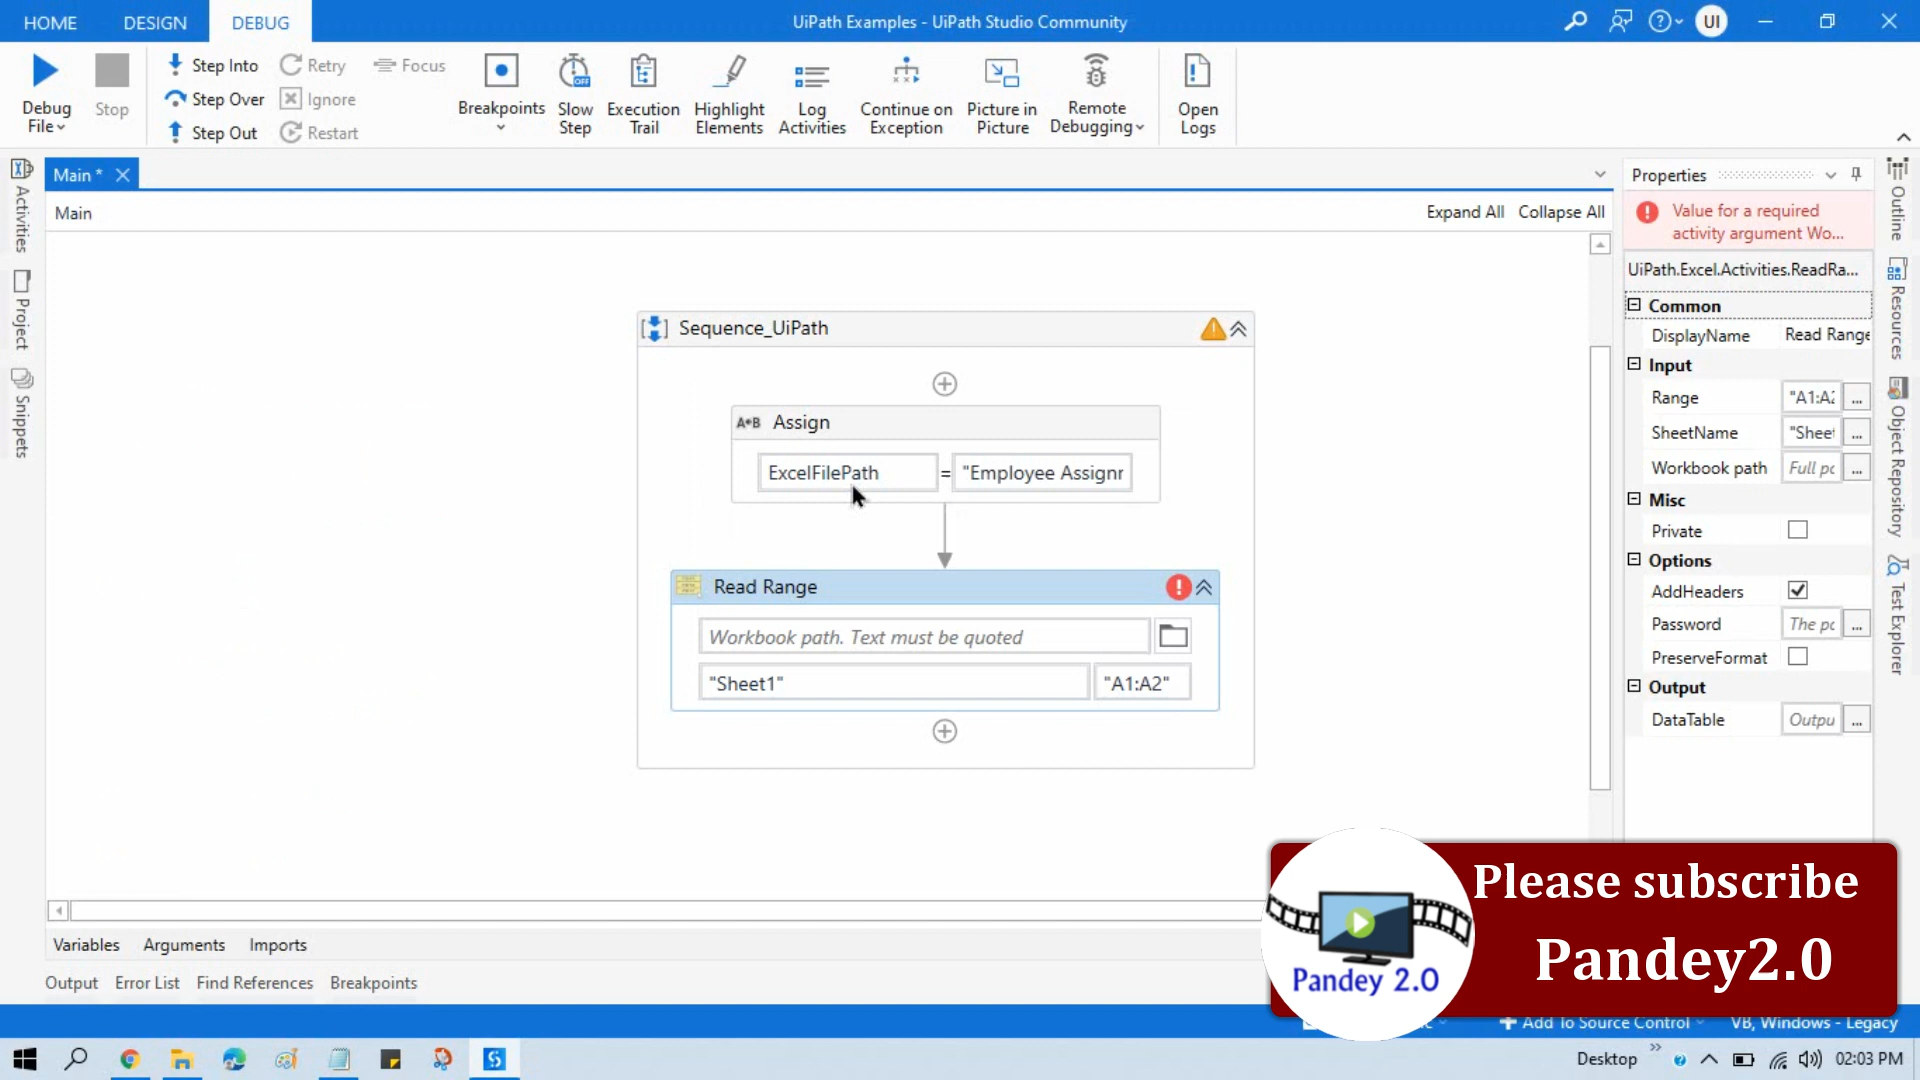 HOME DESIGN DEBUG UiPath Examples - UiPath Studio Community UI
Debug File Stop
Step Into Retry Focus
Step Over Ignore
Step Out Restart
Breakpoints
Slow Step
Execution Trail
Highlight Elements
Log Activities
Continue on Exception
Picture in Picture
Remote Debugging
Open Logs
Main *
Main
Expand All Collapse All
Activities
Project
Snippets
Sequence_UiPath
A*B Assign
ExcelFilePath = "Employee Assignr
Read Range
Workbook path. Text must be quoted
"Sheet1" "A1:A2"
Properties
Value for a required
activity argument Wo...
UiPath.Excel.Activities.ReadRa...
Common
DisplayName Read Range
Input
Range "A1:A2 ...
SheetName "Sheet ...
Workbook path Full pc ...
Misc
Private
Options
AddHeaders
Password The pc ...
PreserveFormat
Output
DataTable Outpu ...
Outline
Resources
Object Repository
Test Explorer
Variables Arguments Imports
Output Error List Find References Breakpoints
Please subscribe
Pandey2.0
Pandey 2.0
Add To Source Control VB, Windows - Legacy
Desktop 02:03 PM